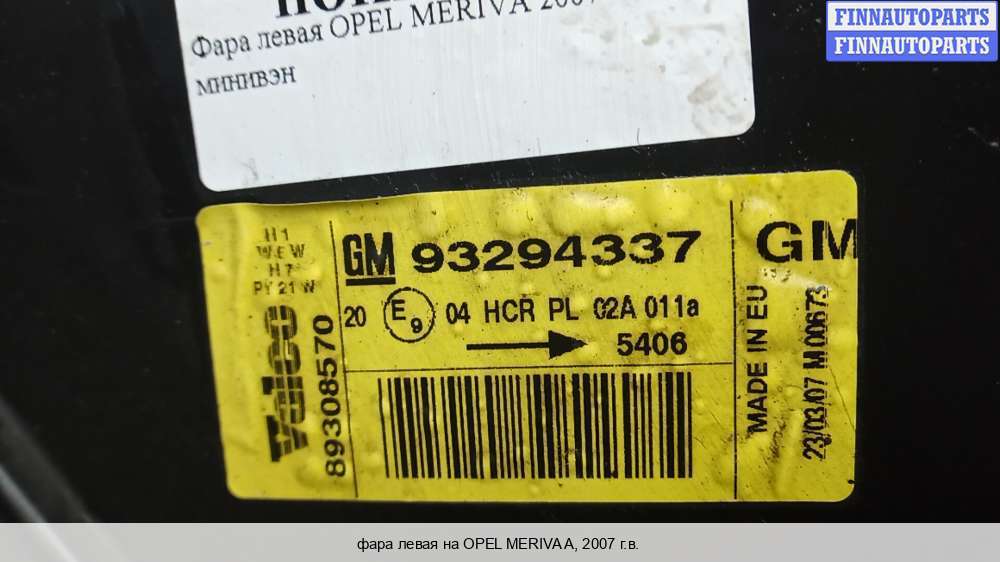 FINNAUTOPARTS
FINNAUTOPARTS
Фара левая OPEL MERIVA 2007
минивэн
H1
W5W
H7
PY21W
Valeo
89308570
GM 93294337
20 E9 04 HCR PL 02A 011a
5406
GM
MADE IN EU
23/03/07 M 00673
фара левая на OPEL MERIVA A, 2007 г.в.